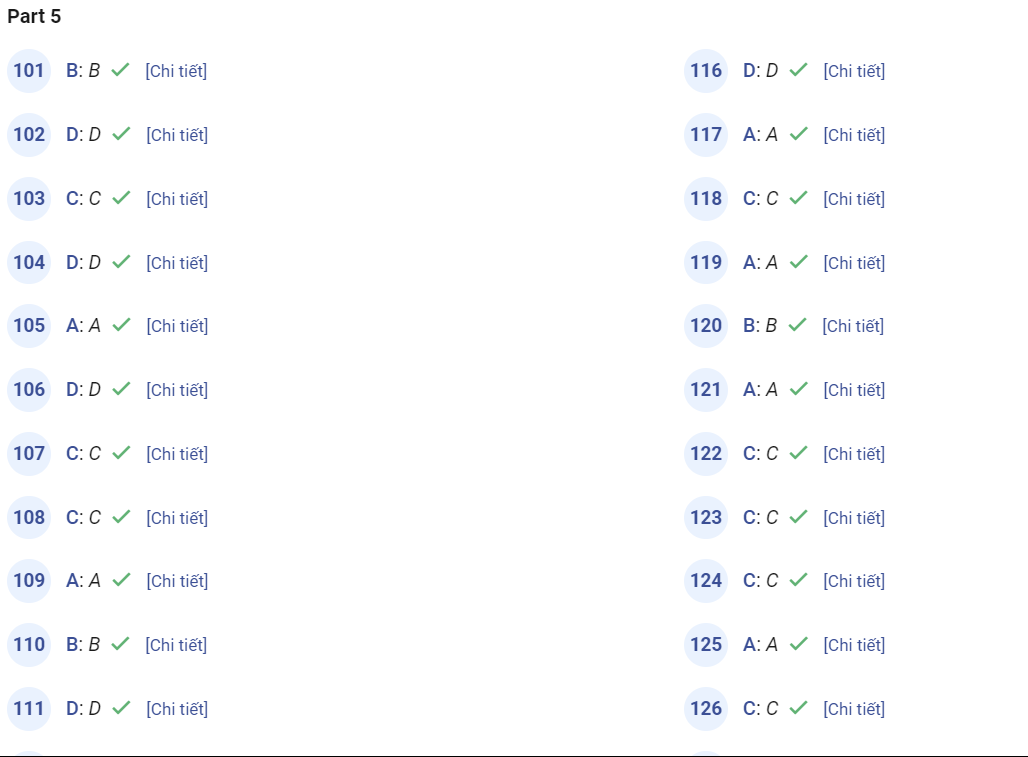 Part 5
101 B: B [Chi tiết]
102 D: D [Chi tiết]
103 C: C [Chi tiết]
104 D: D [Chi tiết]
105 A: A [Chi tiết]
106 D: D [Chi tiết]
107 C: C [Chi tiết]
108 C: C [Chi tiết]
109 A: A [Chi tiết]
110 B: B [Chi tiết]
111 D: D [Chi tiết]
116 D: D [Chi tiết]
117 A: A [Chi tiết]
118 C: C [Chi tiết]
119 A: A [Chi tiết]
120 B: B [Chi tiết]
121 A: A [Chi tiết]
122 C: C [Chi tiết]
123 C: C [Chi tiết]
124 C: C [Chi tiết]
125 A: A [Chi tiết]
126 C: C [Chi tiết]